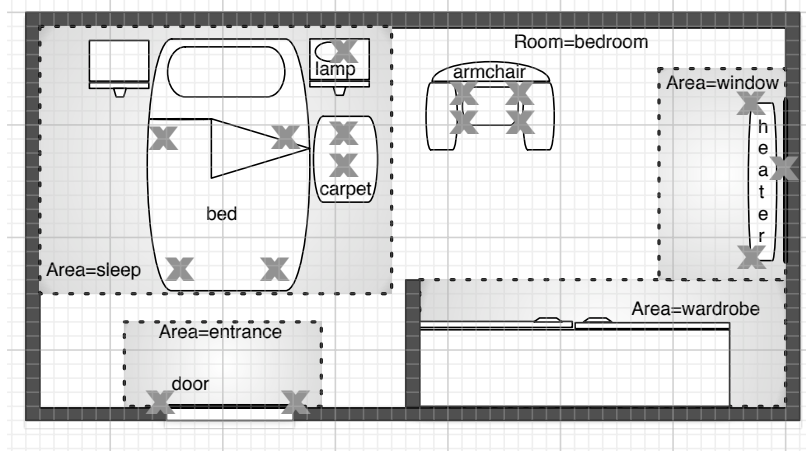 Room=bedroom
lamp
armchair
Area=window
heater
carpet
bed
Area=sleep
Area=wardrobe
Area=entrance
door